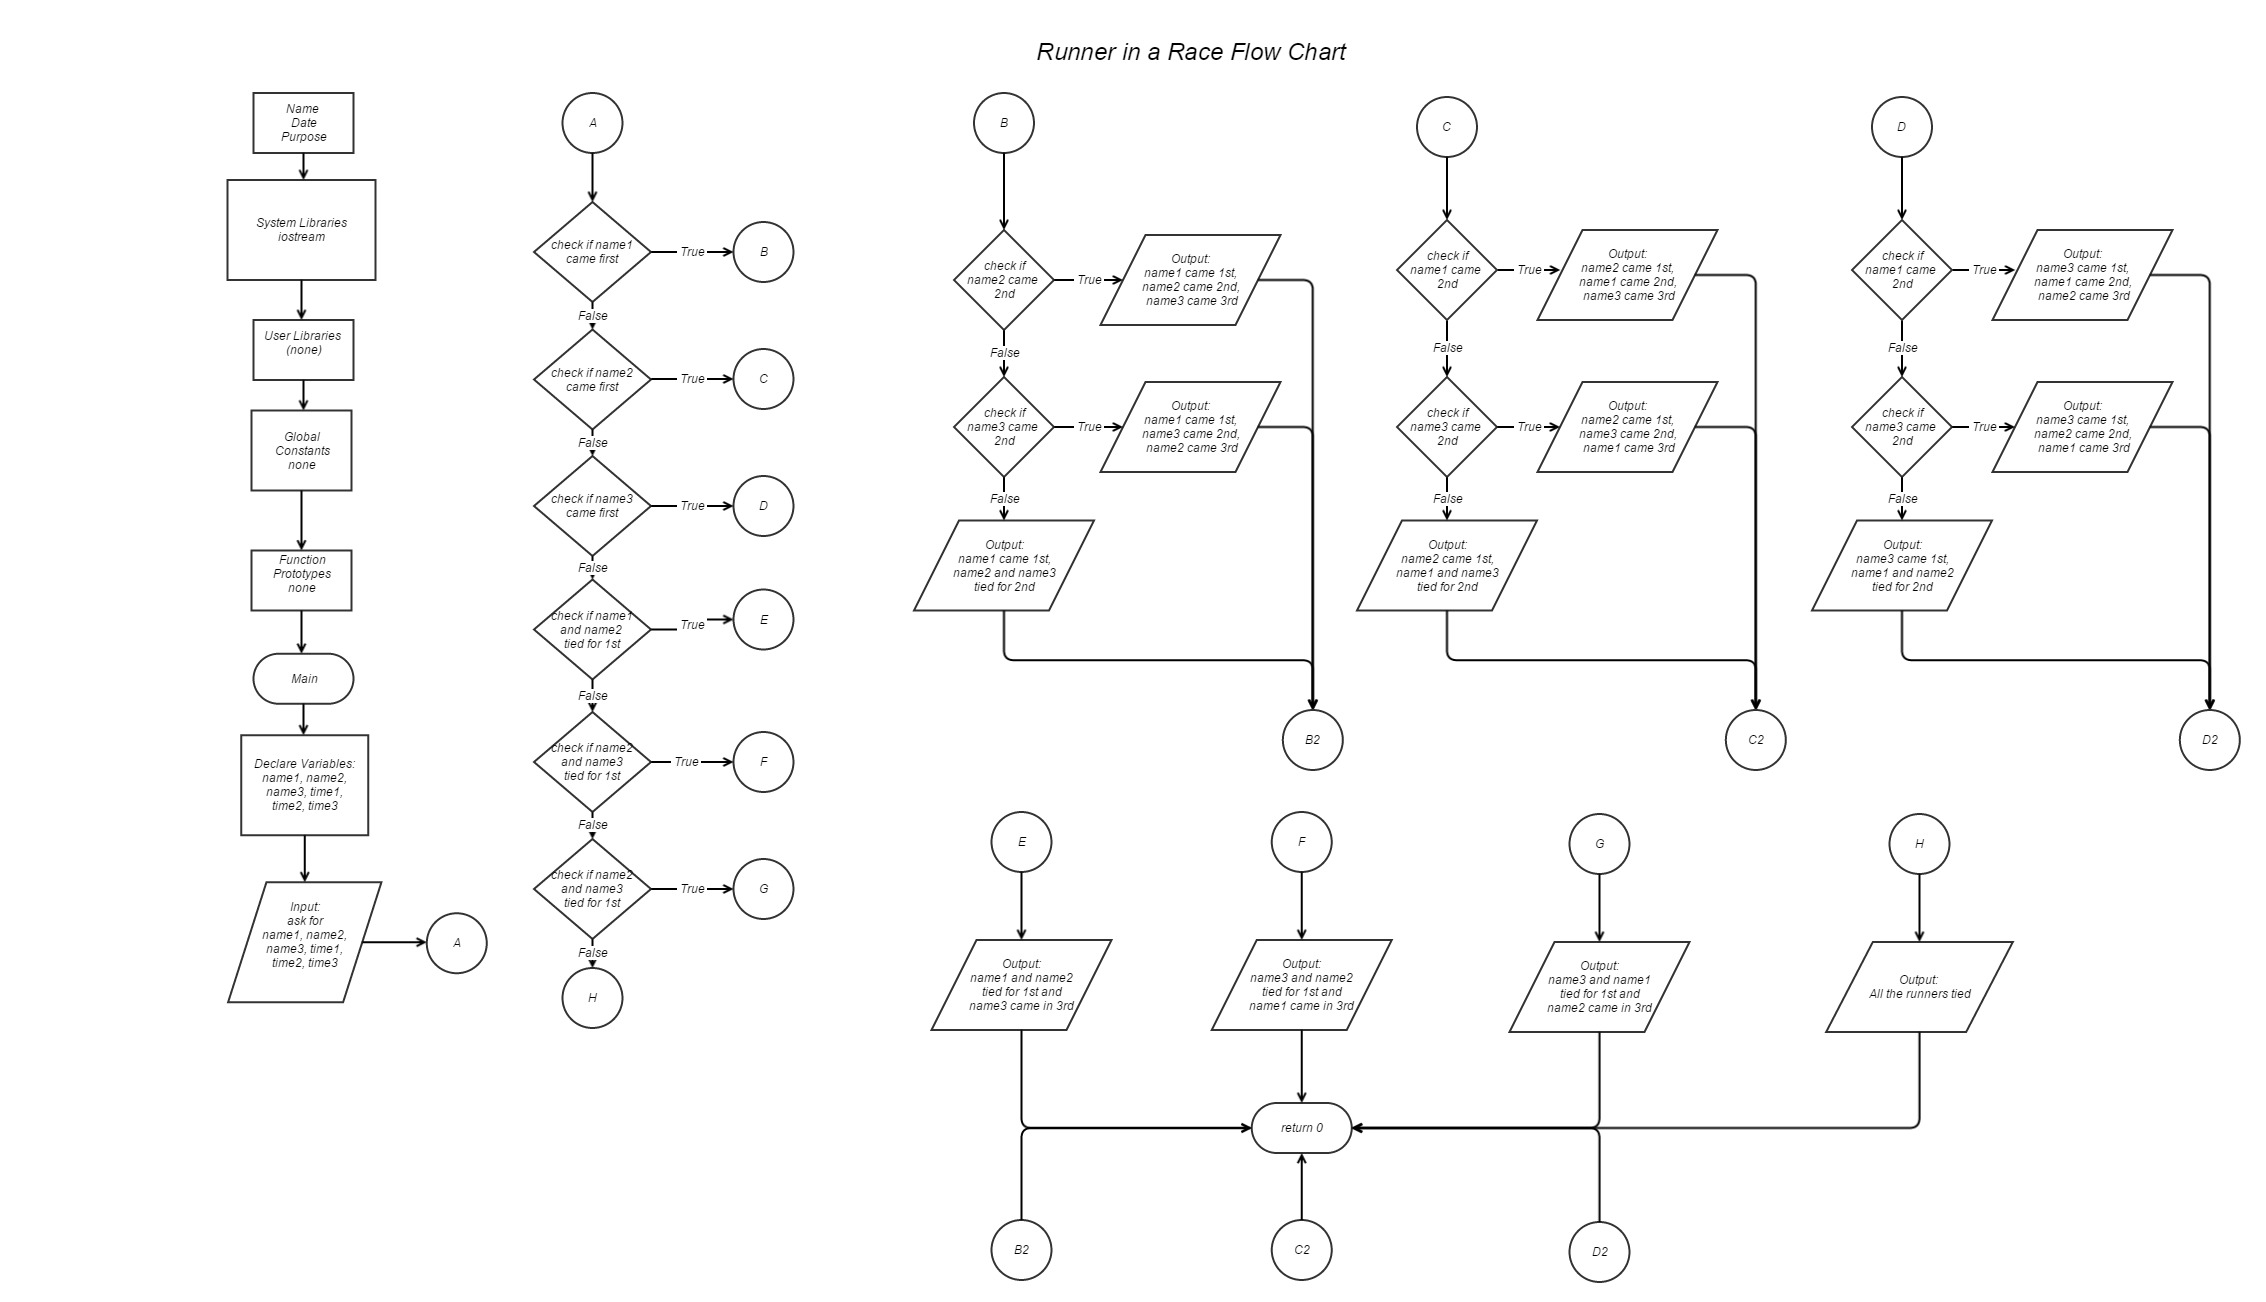 Runner in a Race Flow Chart
Name
Date
Purpose
System Libraries
iostream
User Libraries
(none)
Global
Constants
none
Function
Prototypes
none
Main
Declare Variables:
name1, name2,
name3, time1,
time2, time3
Input:
ask for
name1, name2,
name3, time1,
time2, time3
A
A
check if name1
came first
True
B
False
check if name2
came first
True
C
False
check if name3
came first
True
D
False
check if name1
and name2
tied for 1st
True
E
False
check if name2
and name3
tied for 1st
True
F
False
check if name2
and name3
tied for 1st
True
G
False
H
B
check if
name2 came
2nd
True
Output:
name1 came 1st,
name2 came 2nd,
name3 came 3rd
False
check if
name3 came
2nd
True
Output:
name1 came 1st,
name3 came 2nd,
name2 came 3rd
False
Output:
name1 came 1st,
name2 and name3
tied for 2nd
B2
C
check if
name1 came
2nd
True
Output:
name2 came 1st,
name1 came 2nd,
name3 came 3rd
False
check if
name3 came
2nd
True
Output:
name2 came 1st,
name3 came 2nd,
name1 came 3rd
False
Output:
name2 came 1st,
name1 and name3
tied for 2nd
C2
D
check if
name1 came
2nd
True
Output:
name3 came 1st,
name1 came 2nd,
name2 came 3rd
False
check if
name3 came
2nd
True
Output:
name3 came 1st,
name2 came 2nd,
name1 came 3rd
False
Output:
name3 came 1st,
name1 and name2
tied for 2nd
D2
E
Output:
name1 and name2
tied for 1st and
name3 came in 3rd
F
Output:
name3 and name2
tied for 1st and
name1 came in 3rd
G
Output:
name3 and name1
tied for 1st and
name2 came in 3rd
H
Output:
All the runners tied
return 0
B2
C2
D2